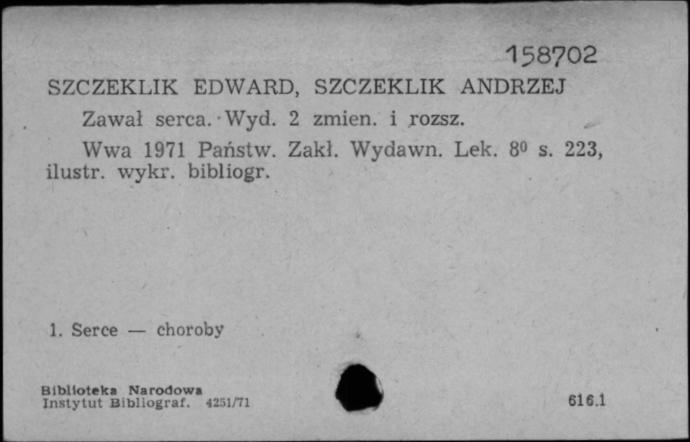 158702
SZCZEKLIK EDWARD, SZCZEKLIK ANDRZEJ
Zawał serca. Wyd. 2 zmien. i rozsz.
Wwa 1971 Państw. Zakł. Wydawn. Lek. 8⁰ s. 223,
ilustr. wykr. bibliogr.
1. Serce — choroby
Biblioteka Narodowa
Instytut Bibliograf. 4251/71
616.1